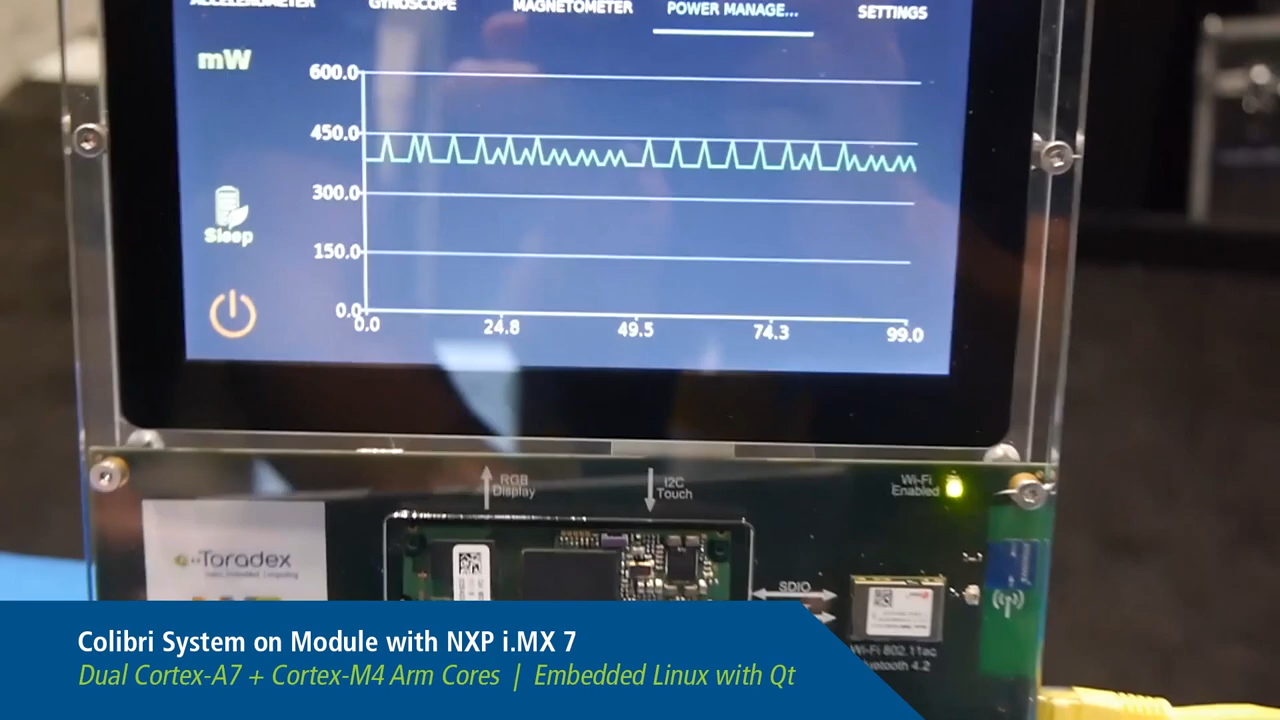 ACCELEROMETER GYROSCOPE MAGNETOMETER POWER MANAGE... SETTINGS
mW
600.0
450.0
300.0
Sleep
150.0
0.0
0.0 24.8 49.5 74.3 99.0
RGB
Display
I2C
Touch
Wi-Fi
Enabled
Toradex
SDIO
Wi-Fi 802.11ac
uetooth 4.2
Colibri System on Module with NXP i.MX 7
Dual Cortex-A7 + Cortex-M4 Arm Cores | Embedded Linux with Qt